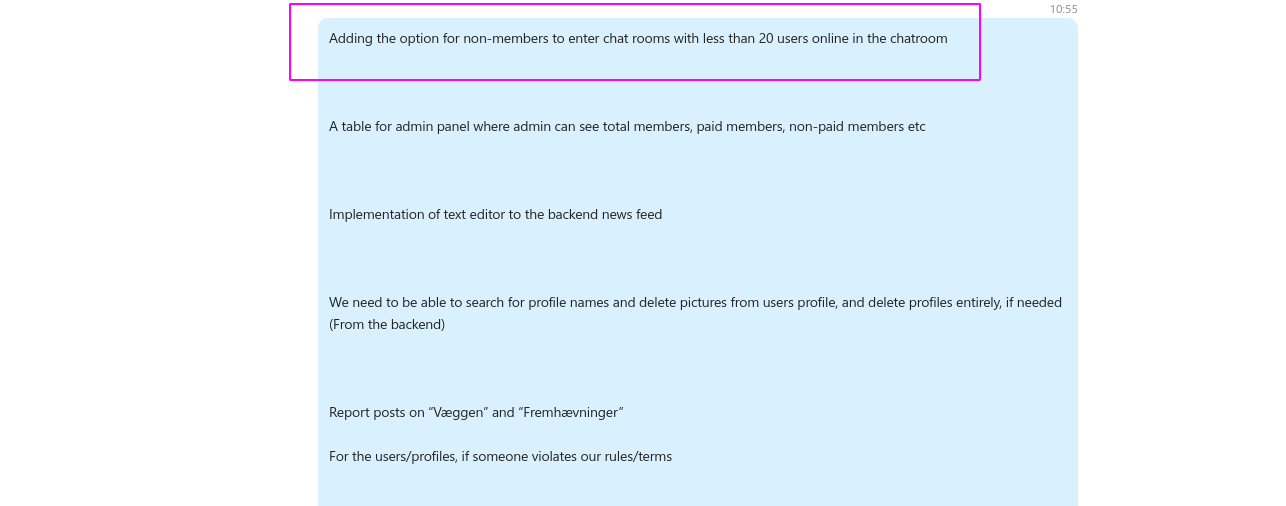 10:55
Adding the option for non-members to enter chat rooms with less than 20 users online in the chatroom
A table for admin panel where admin can see total members, paid members, non-paid members etc
Implementation of text editor to the backend news feed
We need to be able to search for profile names and delete pictures from users profile, and delete profiles entirely, if needed
(From the backend)
Report posts on “Væggen” and “Fremhævninger”
For the users/profiles, if someone violates our rules/terms